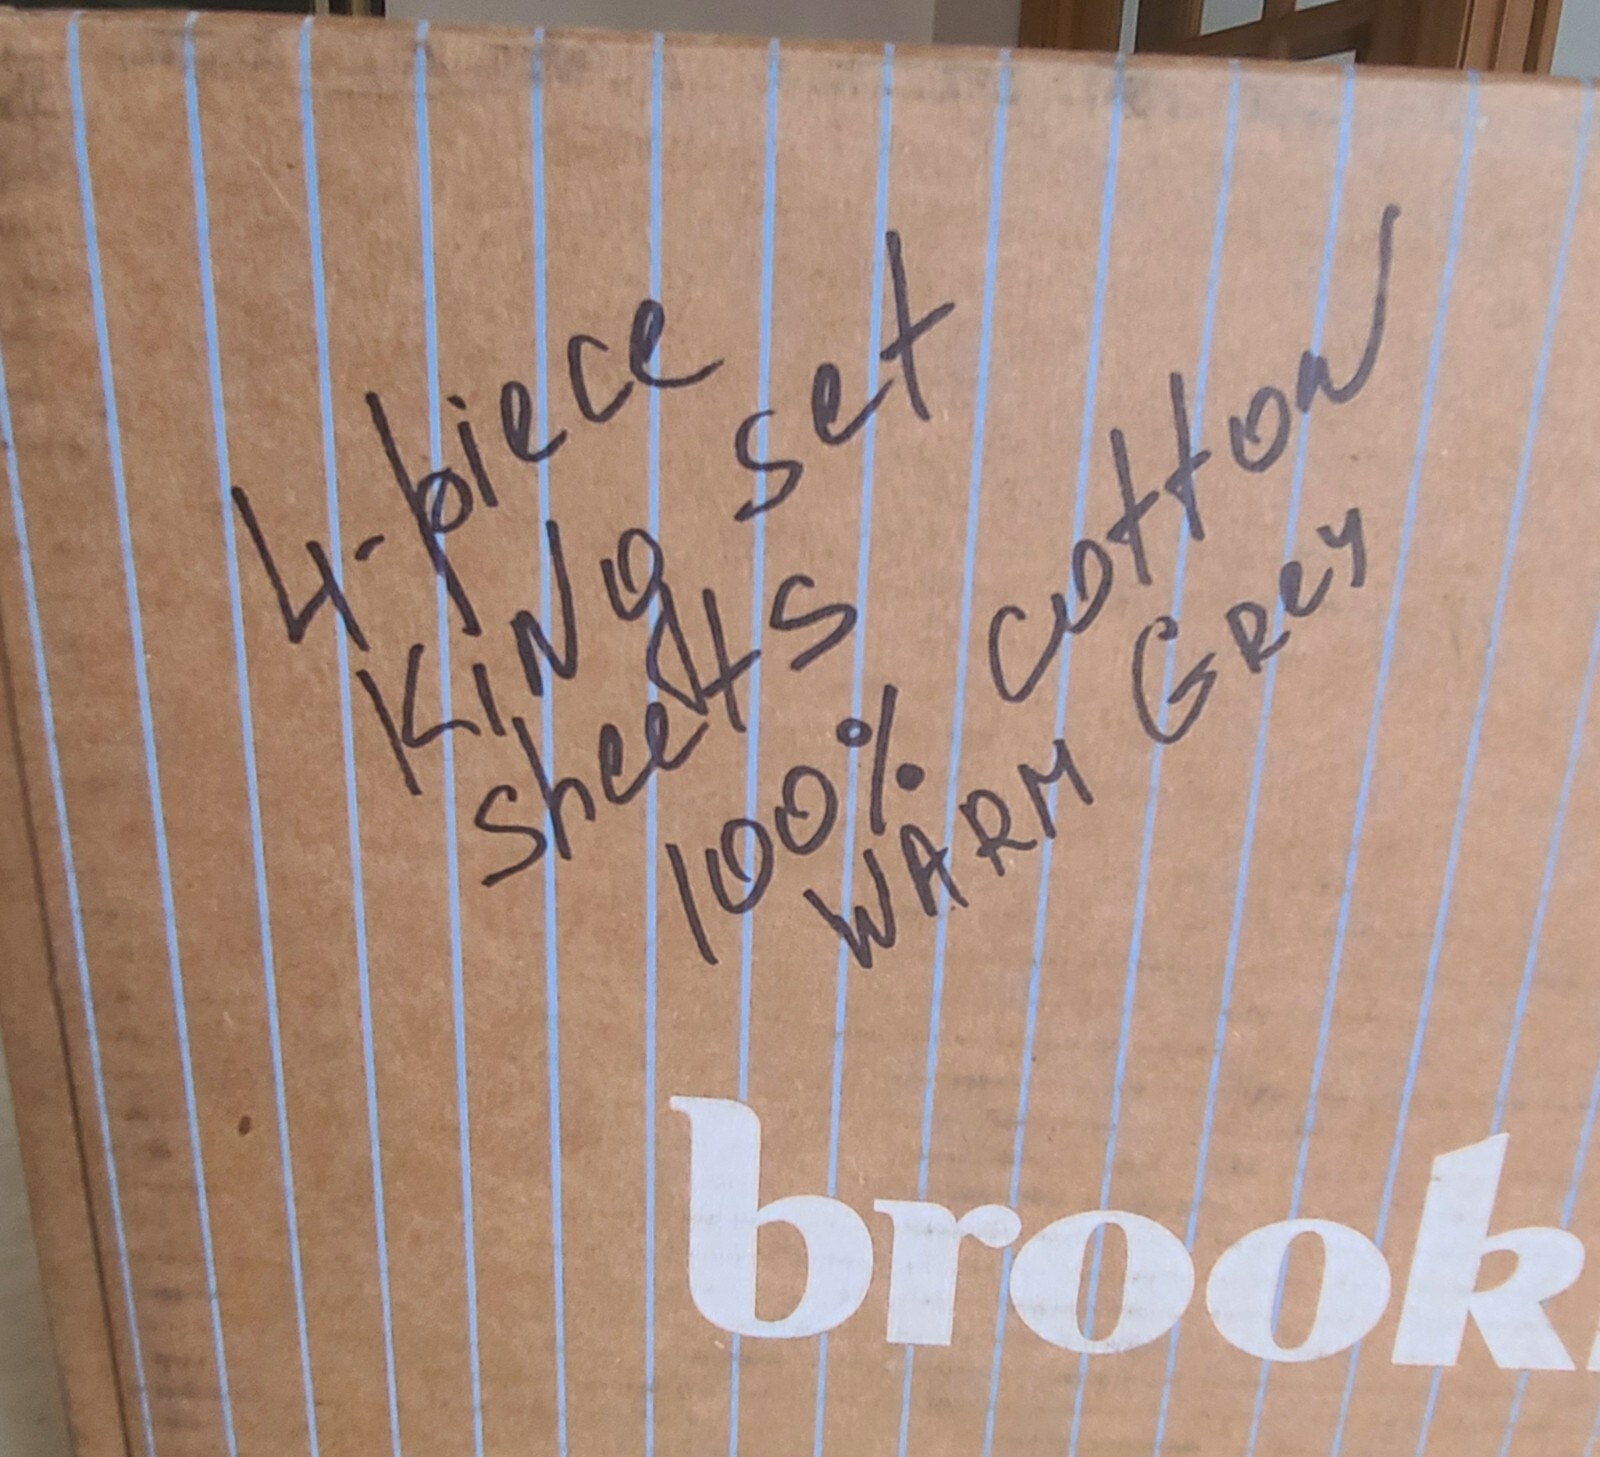 4-piece
KING set
sheets
100% cotton
WARM GRey
brook